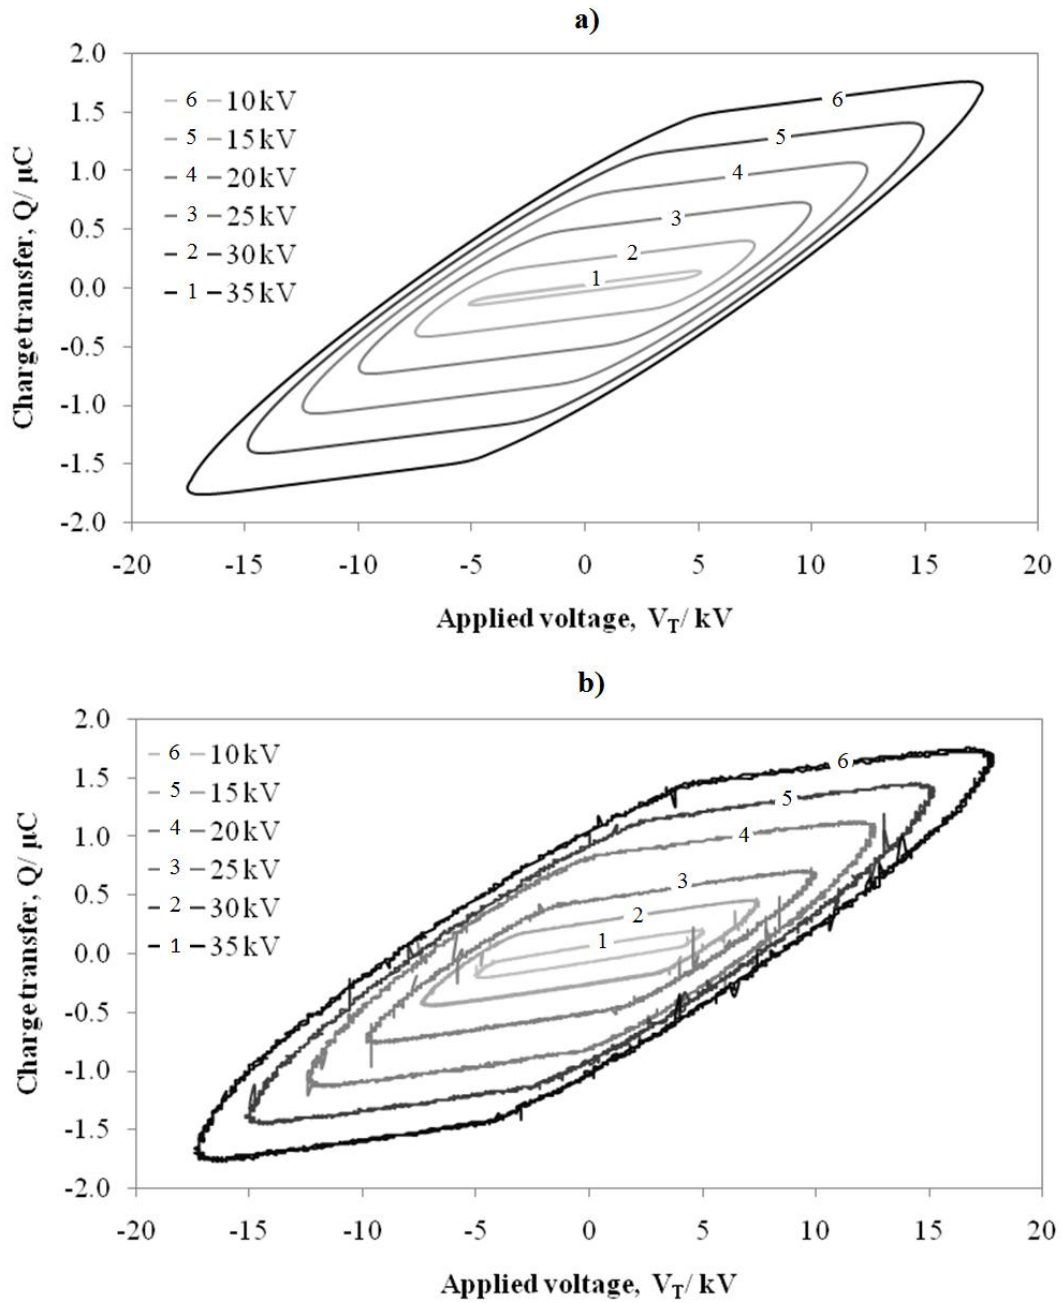 a)
2.0
1.5
1.0
0.5
0.0
-0.5
-1.0
-1.5
-2.0
Charge transfer, Q/ μC
6 10 kV
5 15 kV
4 20 kV
3 25 kV
2 30 kV
1 35 kV
6
5
4
3
2
1
-20 -15 -10 -5 0 5 10 15 20
Applied voltage, VT/ kV
b)
2.0
1.5
1.0
0.5
0.0
-0.5
-1.0
-1.5
-2.0
Charge transfer, Q/ μC
6 10 kV
5 15 kV
4 20 kV
3 25 kV
2 30 kV
1 35 kV
6
5
4
3
2
1
-20 -15 -10 -5 0 5 10 15 20
Applied voltage, VT/ kV